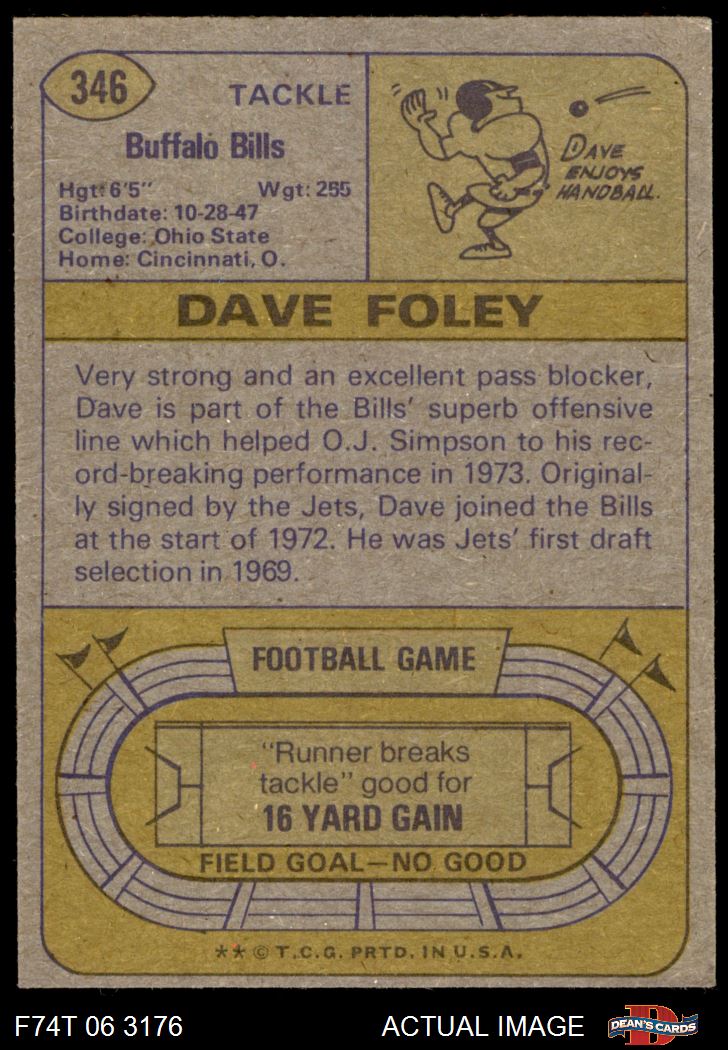 346
TACKLE
Buffalo Bills
Hgt: 6'5" Wgt: 255
Birthdate: 10-28-47
College: Ohio State
Home: Cincinnati, O.
DAVE
ENJOYS
HANDBALL.
DAVE FOLEY
Very strong and an excellent pass blocker,
Dave is part of the Bills' superb offensive
line which helped O.J. Simpson to his rec-
ord-breaking performance in 1973. Original-
ly signed by the Jets, Dave joined the Bills
at the start of 1972. He was Jets' first draft
selection in 1969.
FOOTBALL GAME
"Runner breaks
tackle" good for
16 YARD GAIN
FIELD GOAL—NO GOOD
** © T.C.G. PRTD. IN U.S.A.
F74T 06 3176 ACTUAL IMAGE
D
DEAN'S CARDS